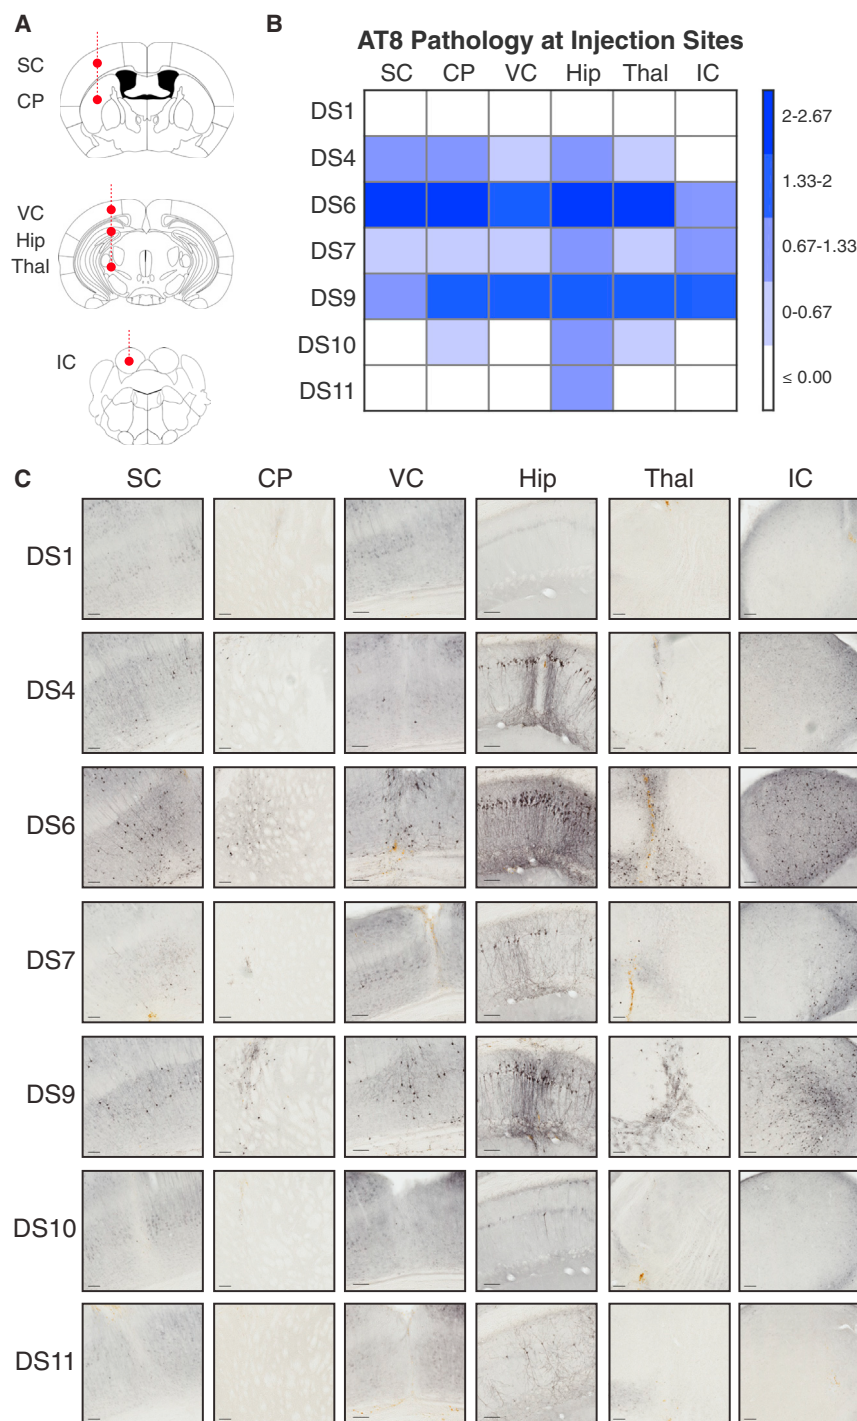 A
SC
CP
VC
Hip
Thal
IC
B
AT8 Pathology at Injection Sites
SC CP VC Hip Thal IC
DS1
DS4
DS6
DS7
DS9
DS10
DS11
2-2.67
1.33-2
0.67-1.33
0-0.67
≤ 0.00
C
SC CP VC Hip Thal IC
DS1
DS4
DS6
DS7
DS9
DS10
DS11